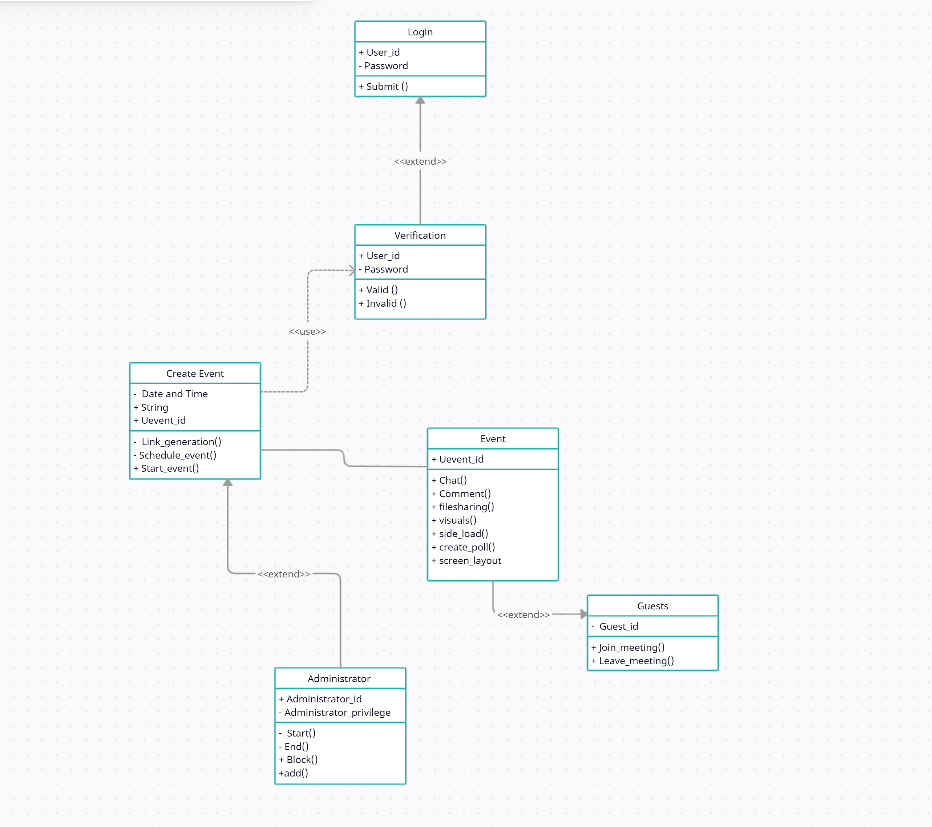 Login
+ User_id
- Password
+ Submit ()
<<extend>>
Verification
+ User_id
- Password
+ Valid ()
+ Invalid ()
<<use>>
Create Event
- Date and Time
+ String
+ Uevent_id
- Link_generation()
- Schedule_event()
+ Start_event()
Event
+ Uevent_id
+ Chat()
+ Comment()
+ filesharing()
+ visuals()
+ side_load()
+ create_poll()
+ screen_layout
<<extend>>
<<extend>>
Guests
- Guest_id
+ Join_meeting()
+ Leave_meeting()
Administrator
+ Administrator_id
- Administrator_privilege
- Start()
- End()
+ Block()
+add()